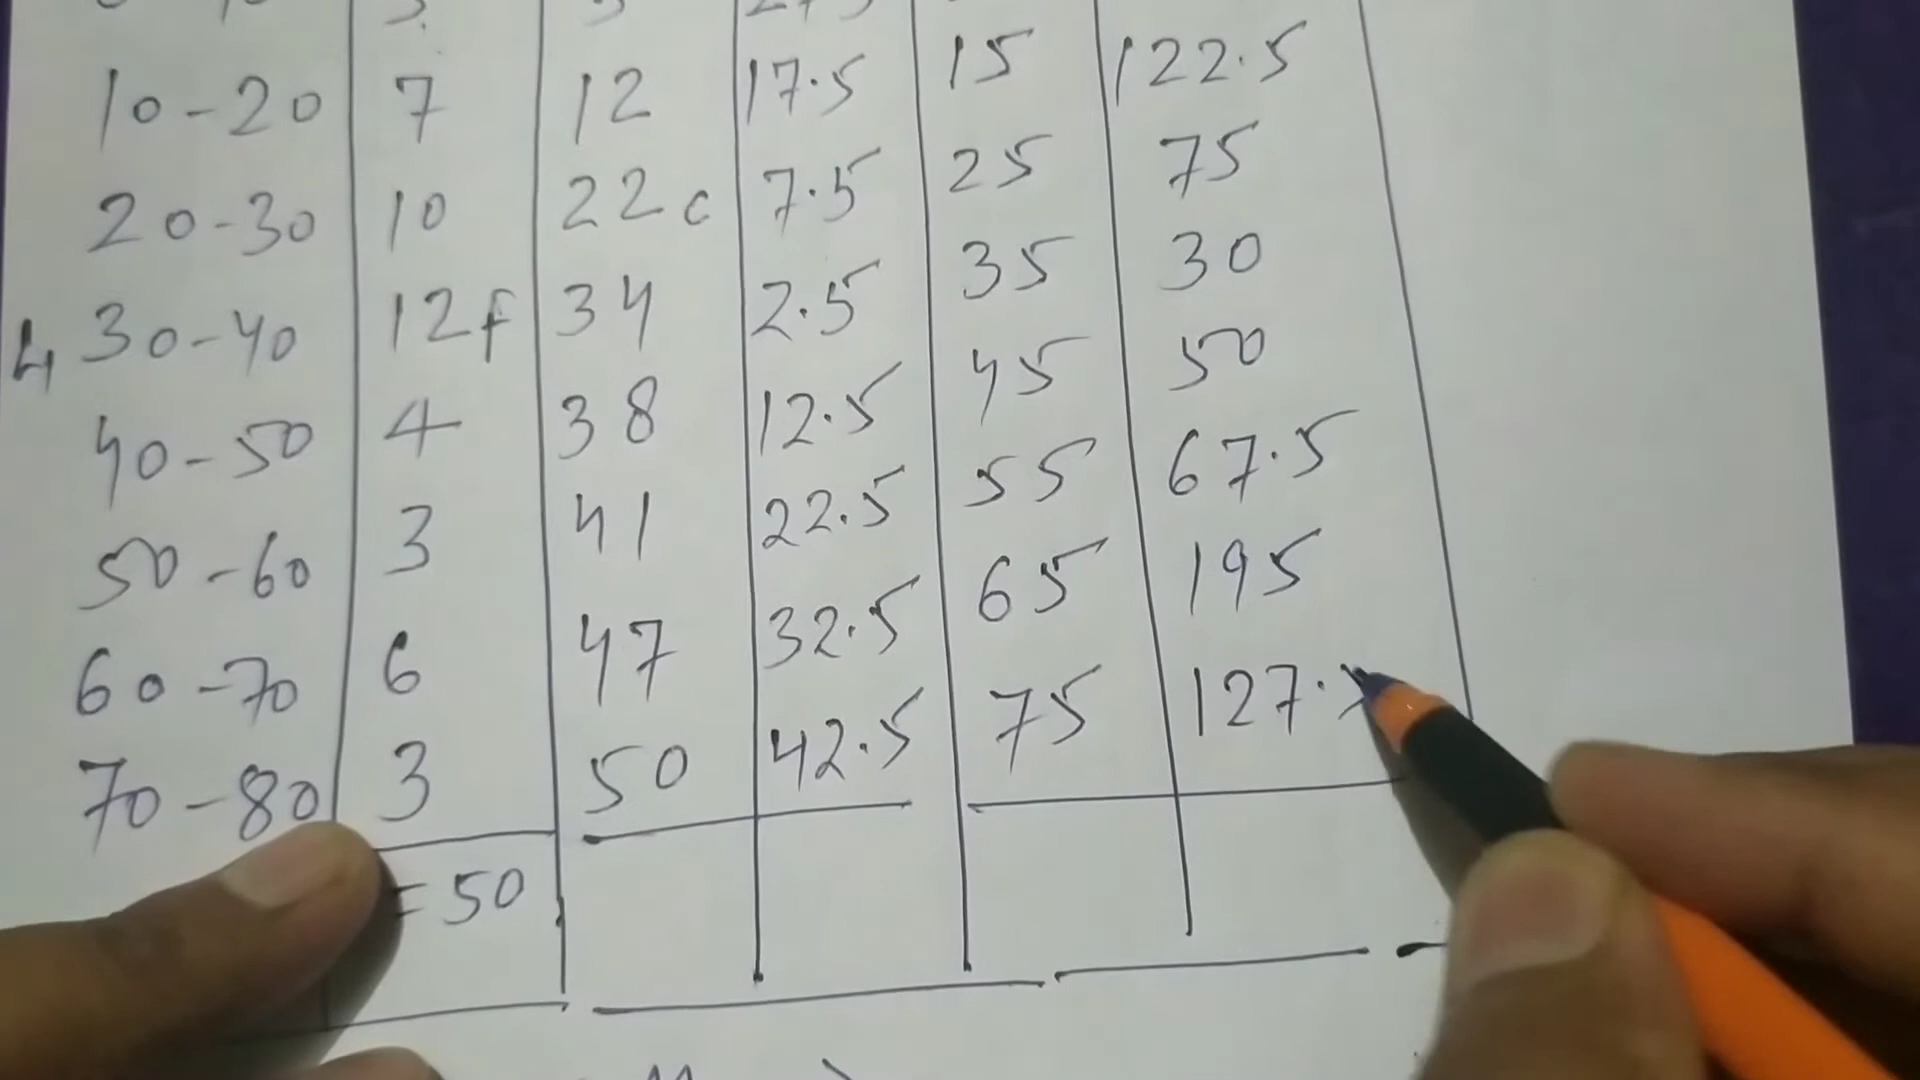 10-20 7 12 17.5 15 122.5
20-30 10 22 c 7.5 25 75
L 30-40 12 f 34 2.5 35 30
40-50 4 38 12.5 45 50
50-60 3 41 22.5 55 67.5
60-70 6 47 32.5 65 195
70-80 3 50 42.5 75 127.
= 50